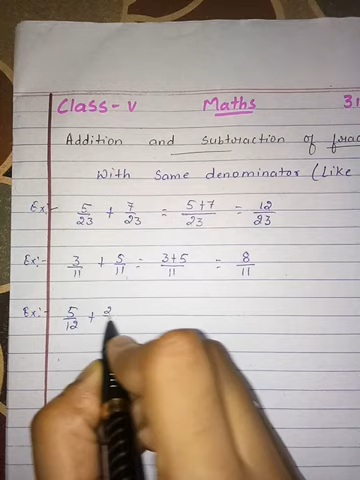 Class-V Maths
Addition and subtraction of
With same denominator (Like
Ex:- 5/23 + 7/23 = 5+7/23 = 12/23
Ex:- 3/11 + 5/11 = 3+5/11 = 8/11
Ex:- 5/12 + 2